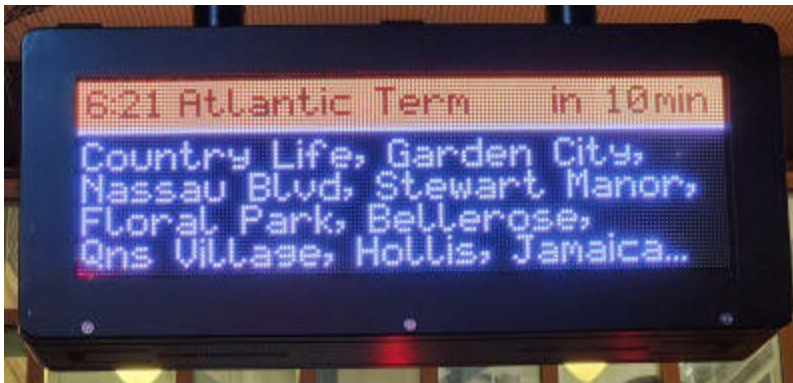 6:21 Atlantic Term in 10min
Country Life, Garden City,
Nassau Blvd, Stewart Manor,
Floral Park, Bellerose,
Qns Village, Hollis, Jamaica...